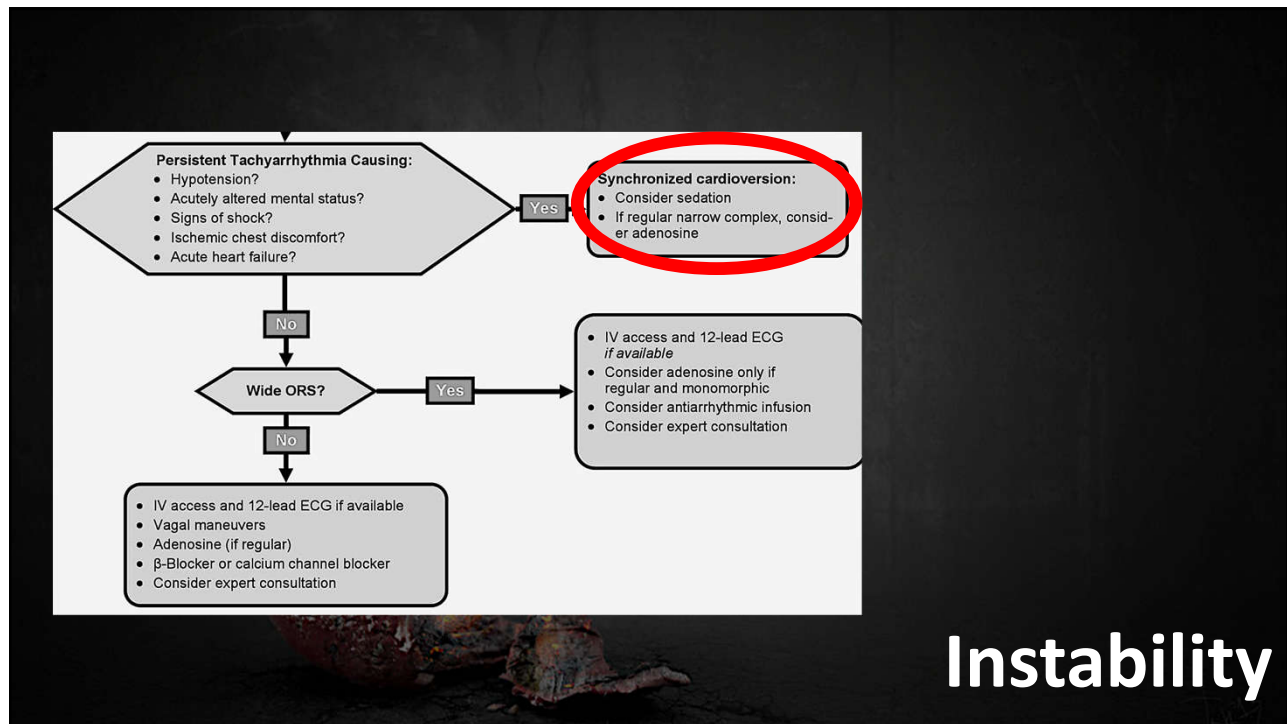 Persistent Tachyarrhythmia Causing:
• Hypotension?
• Acutely altered mental status?
• Signs of shock?
• Ischemic chest discomfort?
• Acute heart failure?
Yes
Synchronized cardioversion:
• Consider sedation
• If regular narrow complex, consid-
er adenosine
No
Wide ORS?
Yes
• IV access and 12-lead ECG
if available
• Consider adenosine only if
regular and monomorphic
• Consider antiarrhythmic infusion
• Consider expert consultation
No
• IV access and 12-lead ECG if available
• Vagal maneuvers
• Adenosine (if regular)
• β-Blocker or calcium channel blocker
• Consider expert consultation
Instability